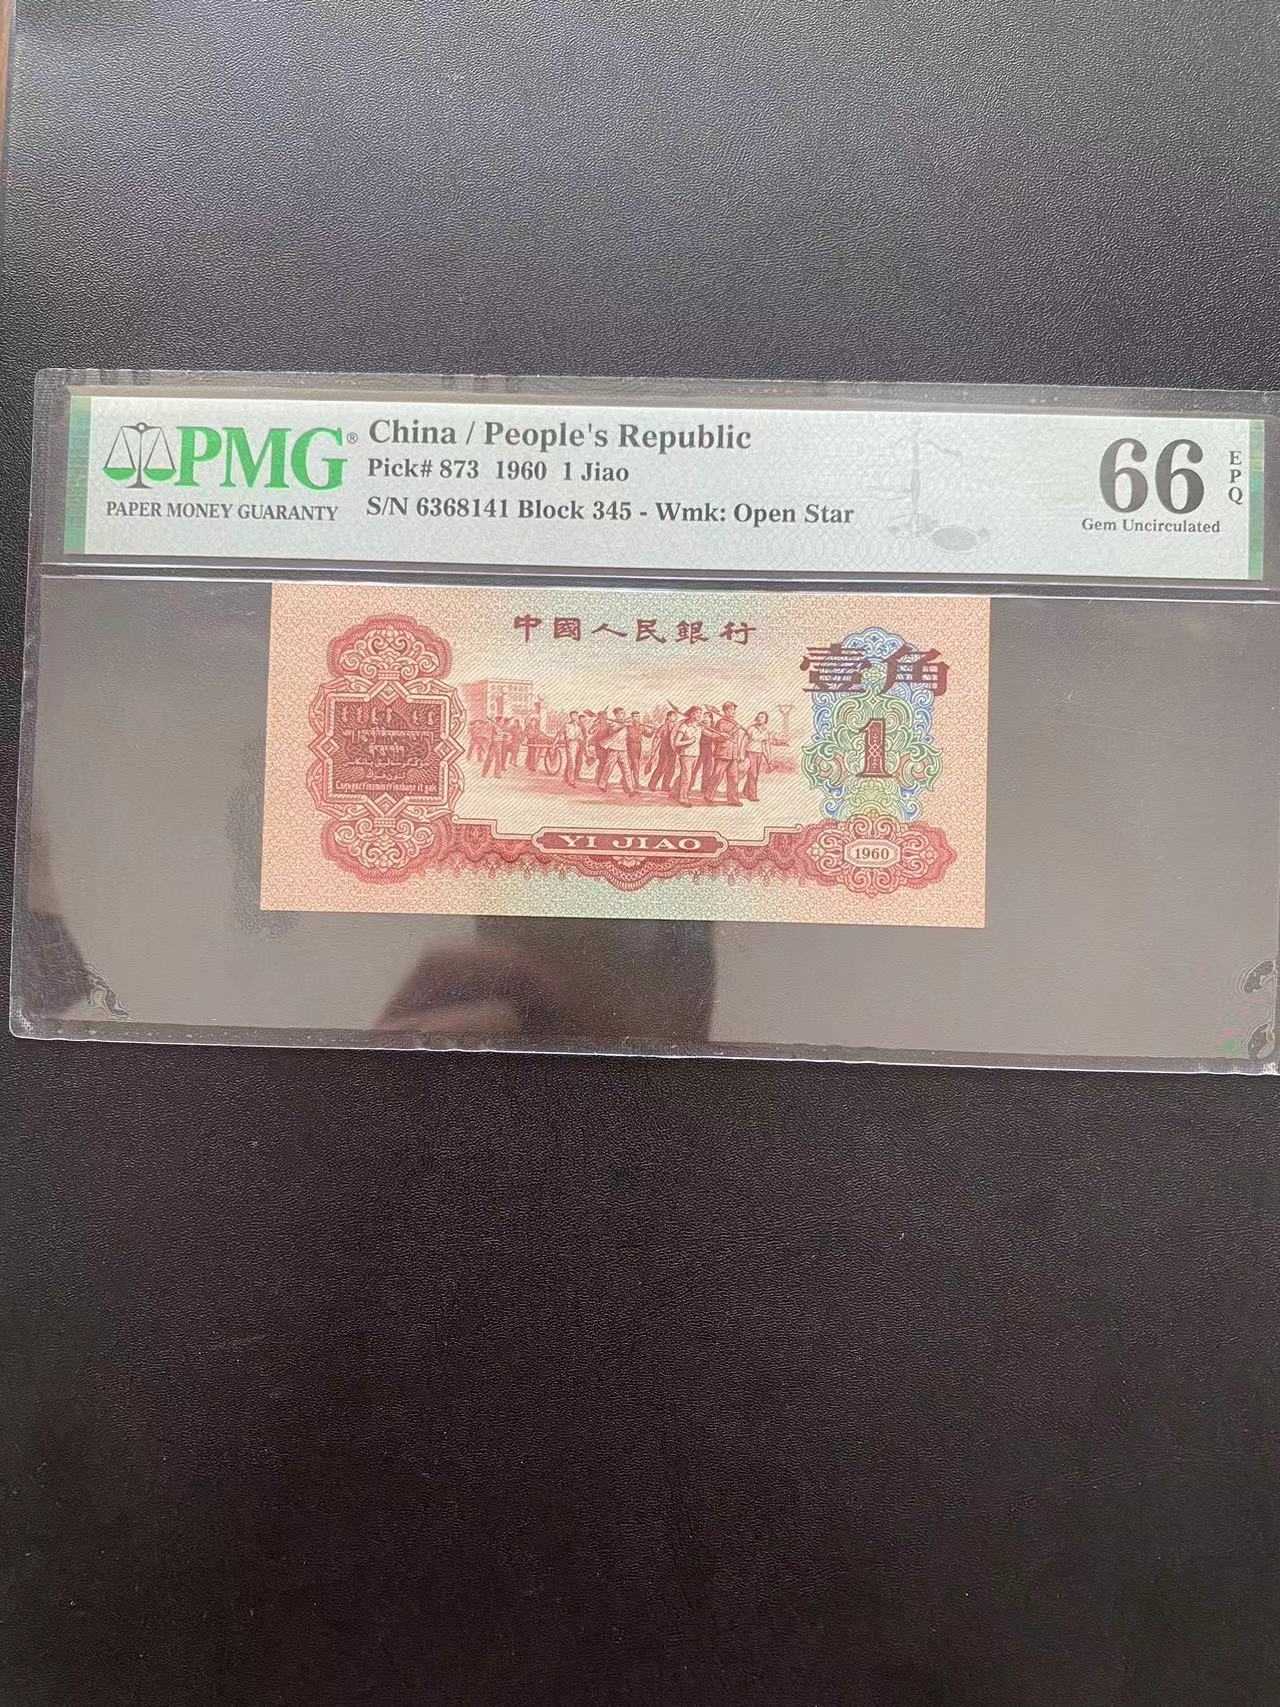 PMG®
PAPER MONEY GUARANTY
China / People's Republic
Pick# 873 1960 1 Jiao
S/N 6368141 Block 345 - Wmk: Open Star
66 EPQ
Gem Uncirculated
中國人民銀行
壹角
1
YI JIAO
1960